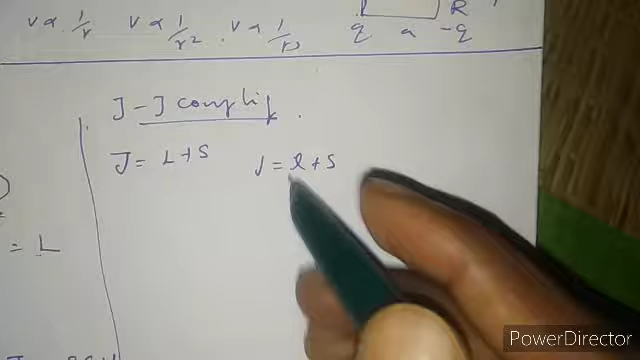 V ∝ 1/r V ∝ 1/r² V ∝ 1/r³ R
q a -q
J-J coupling
J = L+S j = l+s
= L
PowerDirector